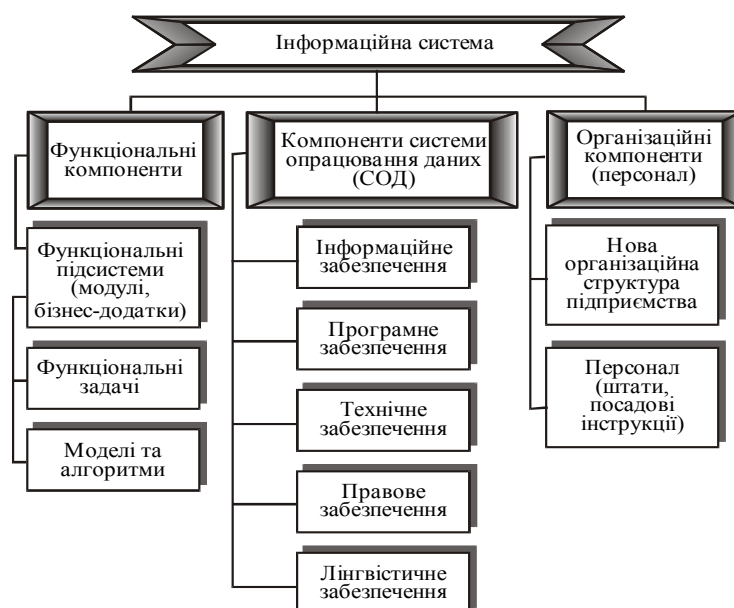 Інформаційна система
Функціональні
компоненти
Компоненти системи
опрацювання даних
(СОД)
Організаційні
компоненти
(персонал)
Функціональні
підсистеми
(модулі,
бізнес-додатки)
Функціональні
задачі
Моделі та
алгоритми
Інформаційне
забезпечення
Програмне
забезпечення
Технічне
забезпечення
Правове
забезпечення
Лінгвістичне
забезпечення
Нова
організаційна
структура
підприємства
Персонал
(штати,
посадові
інструкції)